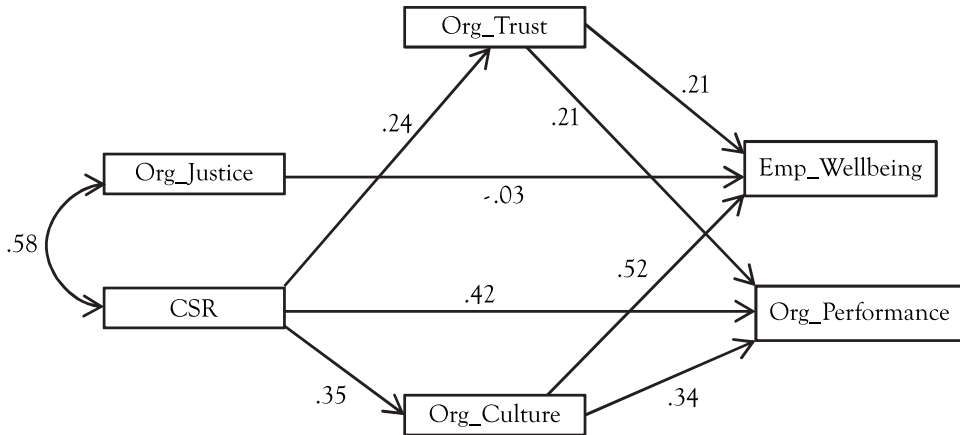 Org_Trust
.21
.24
.21
Org_Justice
Emp_Wellbeing
-.03
.58
.52
CSR
.42
Org_Performance
.35
Org_Culture
.34